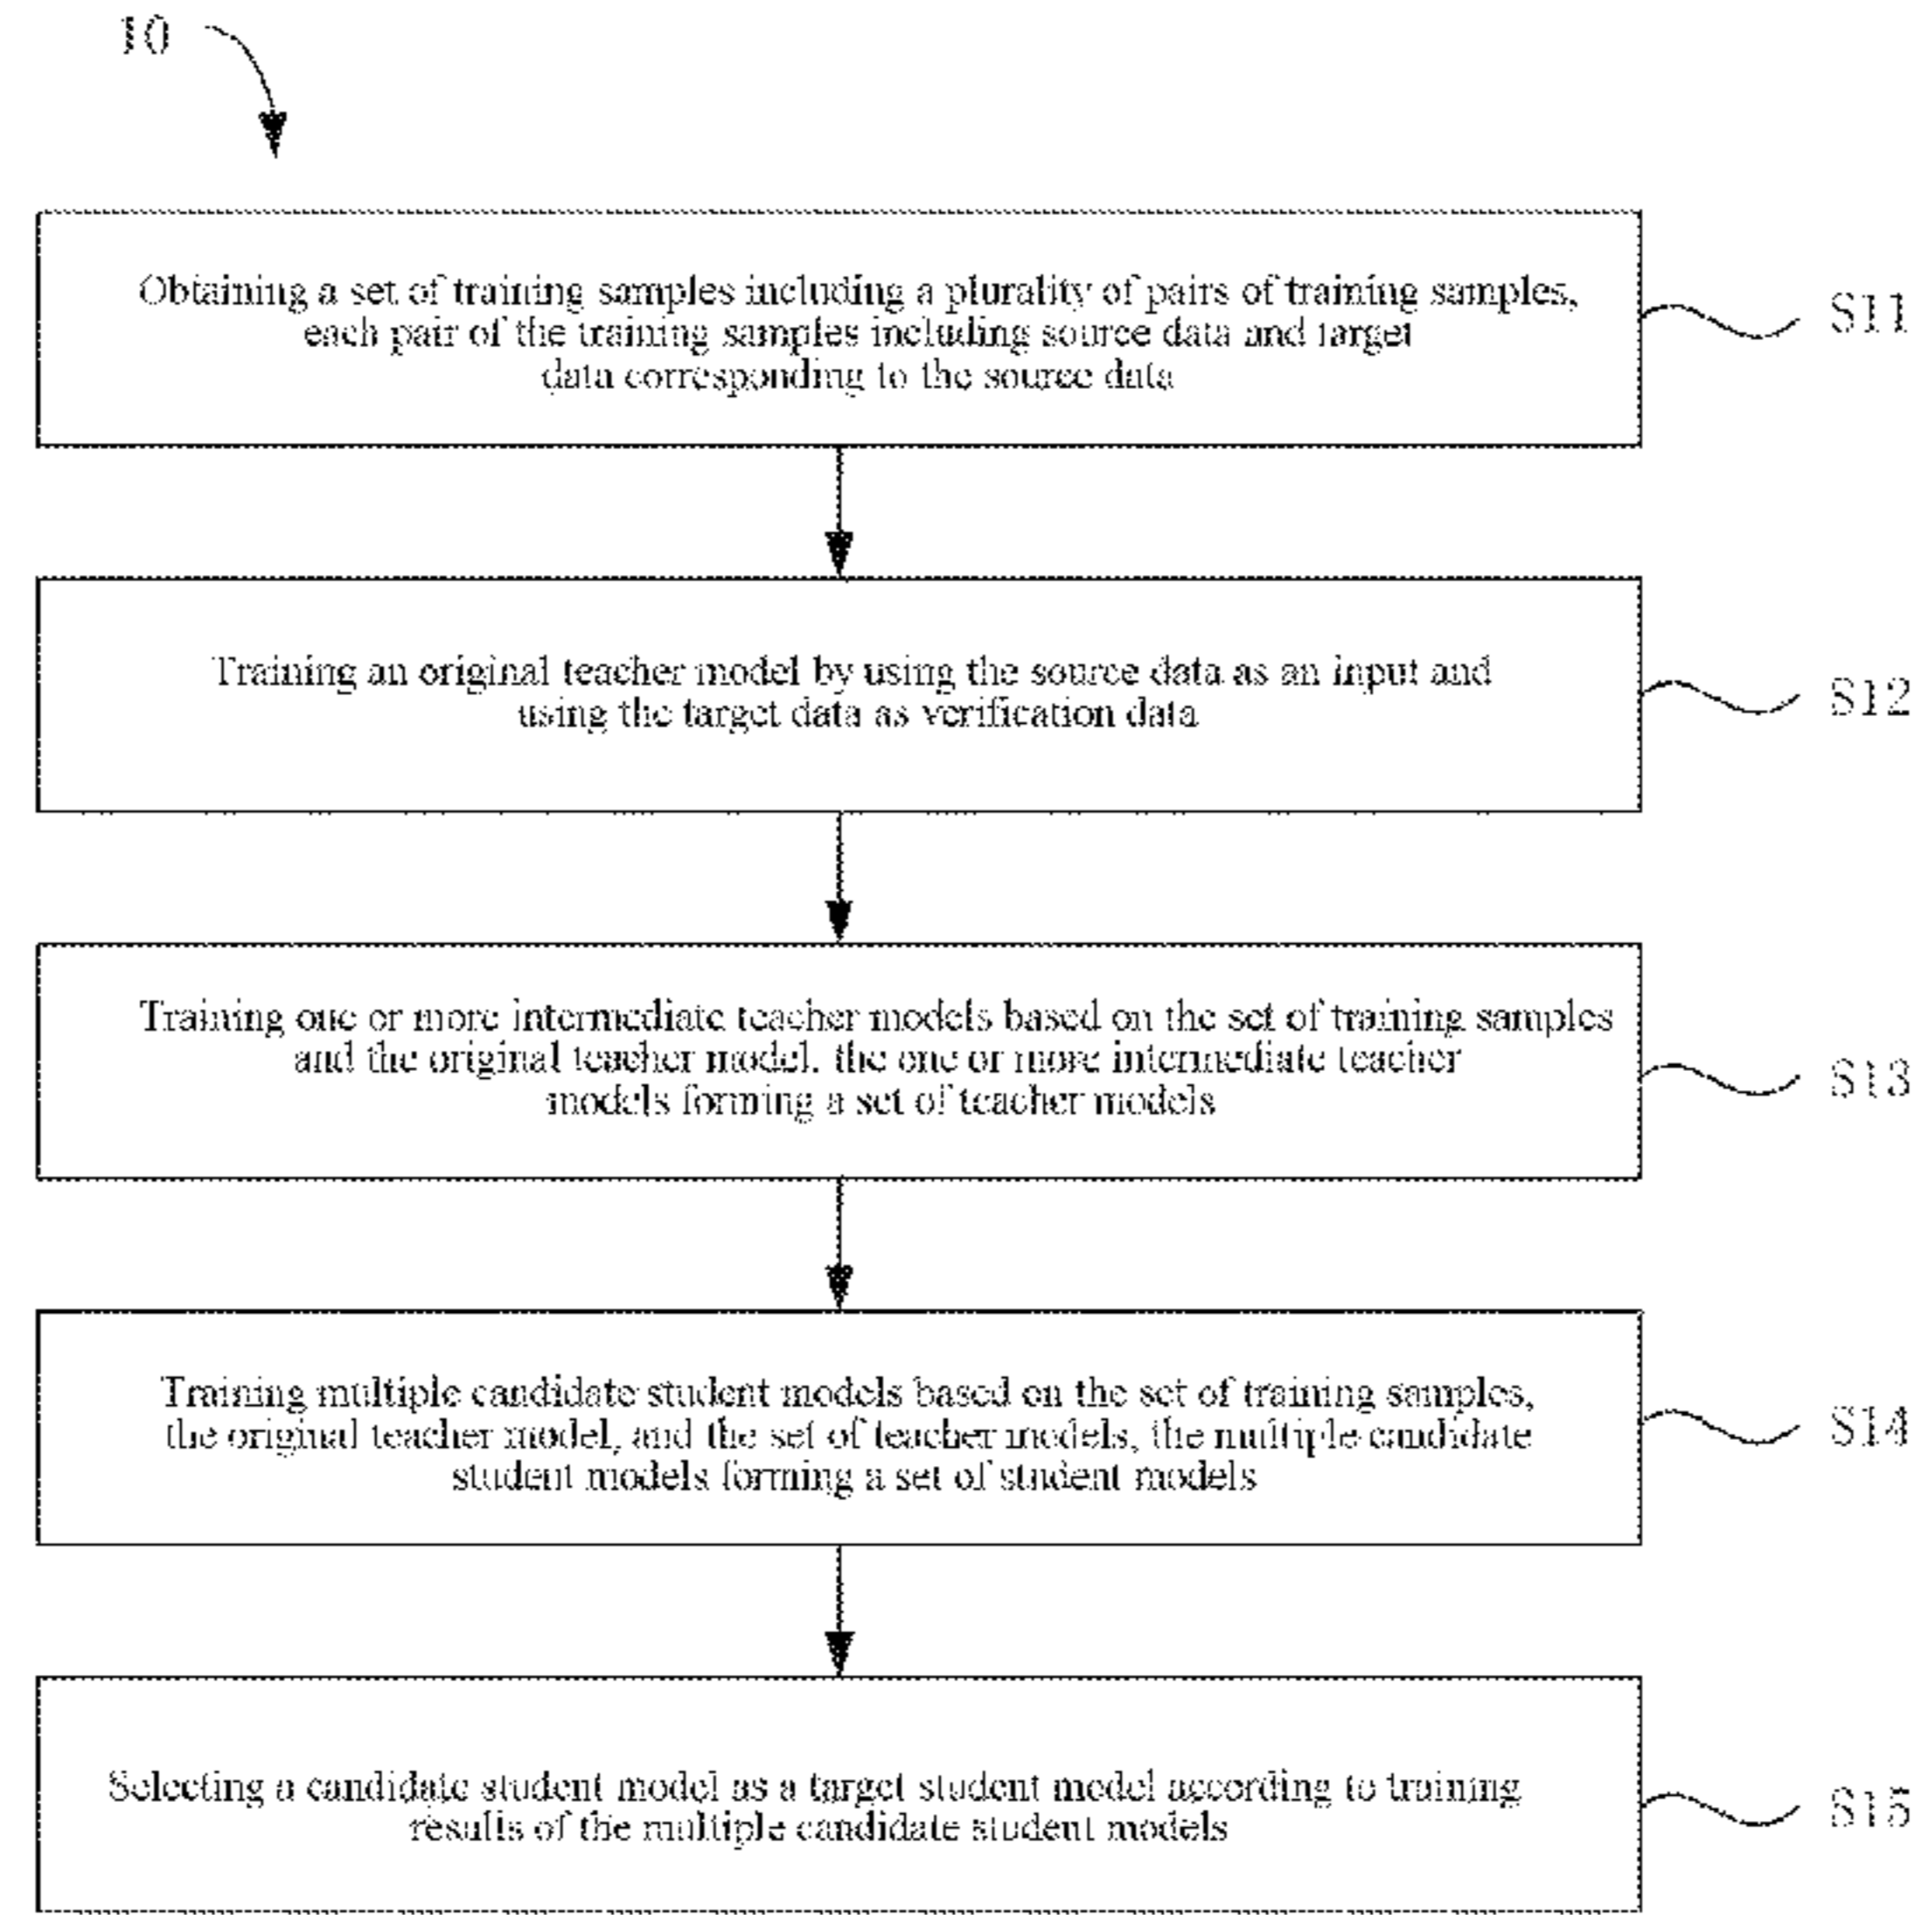 10
Obtaining a set of training samples including a plurality of pairs of training samples,
each pair of the training samples including source data and target
data corresponding to the source data
S11
Training an original teacher model by using the source data as an input and
using the target data as verification data
S12
Training one or more intermediate teacher models based on the set of training samples
and the original teacher model, the one or more intermediate teacher
models forming a set of teacher models
S13
Training multiple candidate student models based on the set of training samples,
the original teacher model, and the set of teacher models, the multiple candidate
student models forming a set of student models
S14
Selecting a candidate student model as a target student model according to training
results of the multiple candidate student models
S15